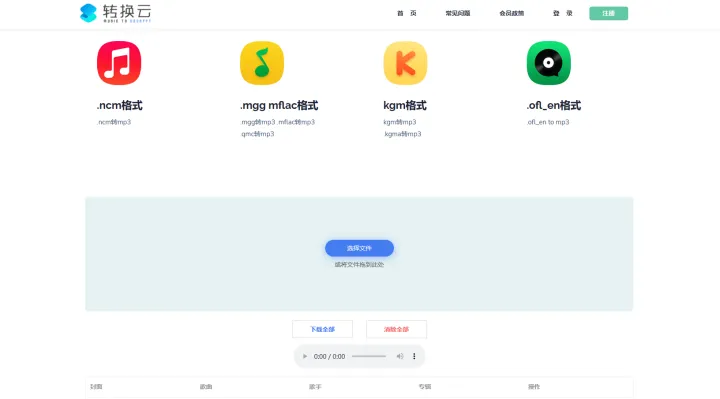 转换云
MUSIC TO DECRYPT
首 页
常见问题
会员政策
登 录
注册
.ncm格式
.ncm转mp3
.mgg mflac格式
.mgg转mp3 .mflac转mp3
.qmc转mp3
kgm格式
kgm转mp3
.kgma转mp3
.ofl_en格式
.ofl_en to mp3
选择文件
或将文件拖到此处
下载全部
清除全部
0:00 / 0:00
封面
歌曲
歌手
专辑
操作